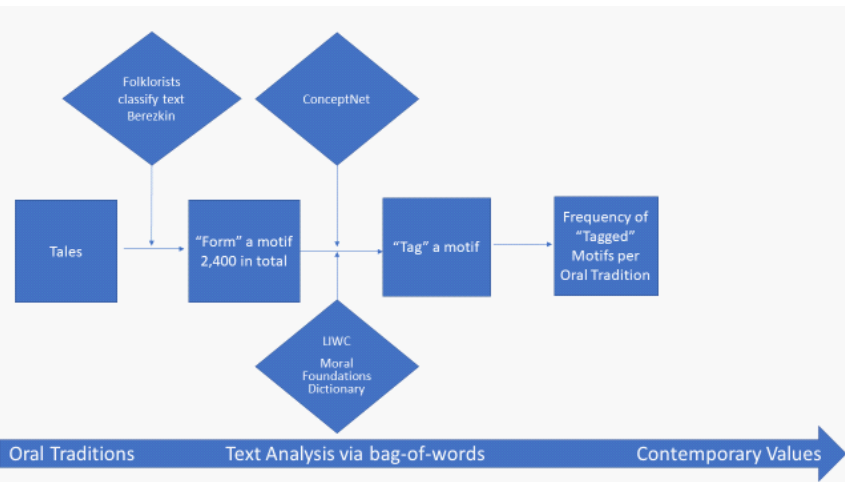 Folklorists
classify text
Berezkin
ConceptNet
Tales
“Form” a motif
2,400 in total
“Tag” a motif
Frequency of
“Tagged”
Motifs per
Oral Tradition
LIWC
Moral
Foundations
Dictionary
Oral Traditions
Text Analysis via bag-of-words
Contemporary Values